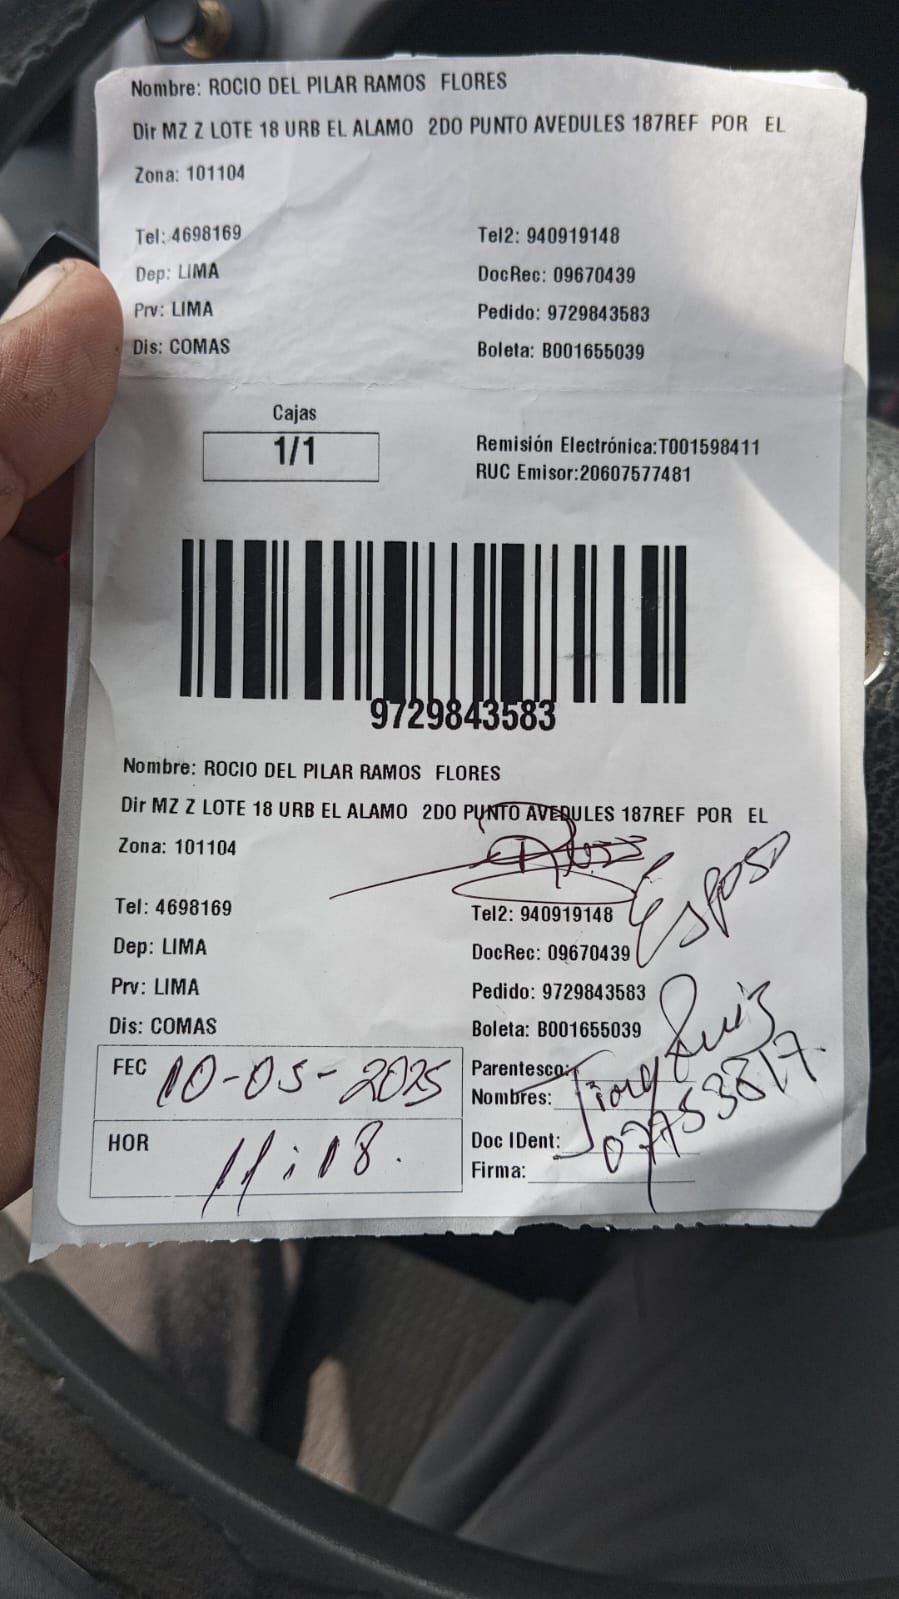 Nombre: ROCIO DEL PILAR RAMOS FLORES
Dir MZ Z LOTE 18 URB EL ALAMO 2DO PUNTO AVEDULES 187REF POR EL
Zona: 101104
Tel: 4698169 Tel2: 940919148
Dep: LIMA DocRec: 09670439
Prv: LIMA Pedido: 9729843583
Dis: COMAS Boleta: B001655039
Cajas
1/1
Remisión Electrónica:T001598411
RUC Emisor:20607577481
9729843583
Nombre: ROCIO DEL PILAR RAMOS FLORES
Dir MZ Z LOTE 18 URB EL ALAMO 2DO PUNTO AVEDULES 187REF POR EL
Zona: 101104
Esposo
Tel: 4698169 Tel2: 940919148
Dep: LIMA DocRec: 09670439
Prv: LIMA Pedido: 9729843583
Dis: COMAS Boleta: B001655039
FEC 10-05-2025 Parentesco:
Nombres: Ruiz
HOR 11:18. Doc IDent:
Firma: